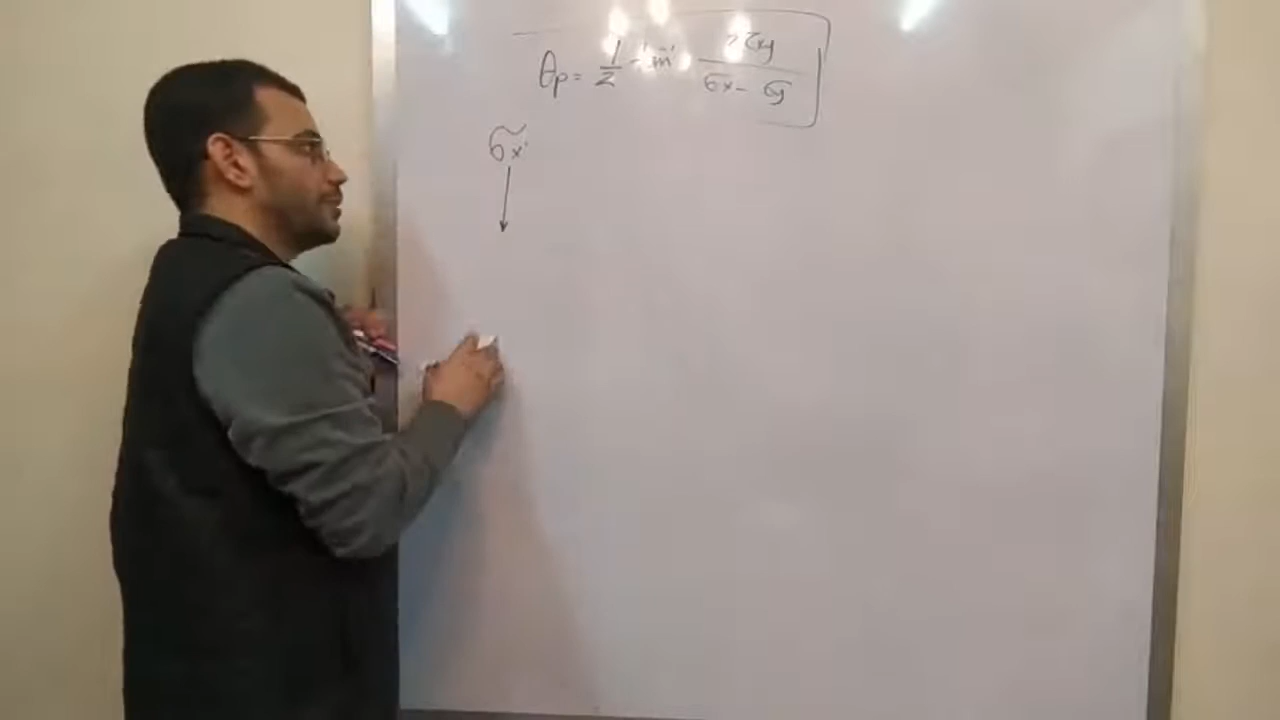 θp = 1/2 tan⁻¹ 2τxy / σx - σy
σx'